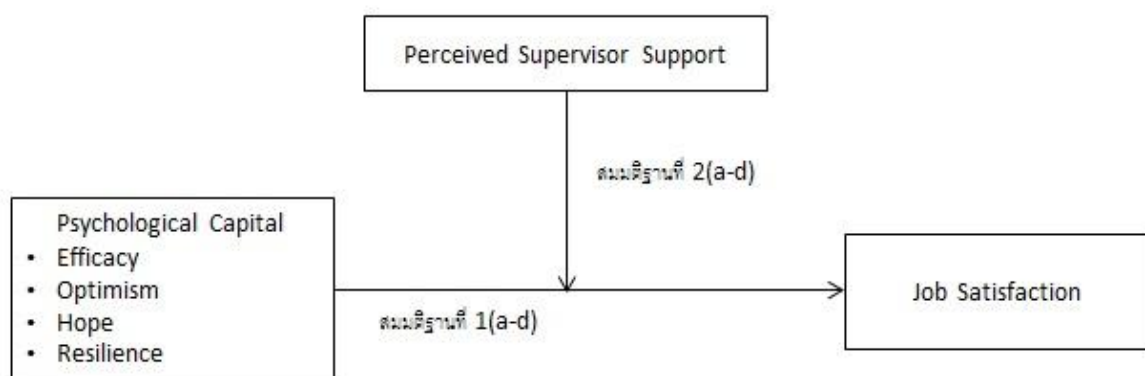 Perceived Supervisor Support
สมมติฐานที่ 2(a-d)
Psychological Capital
• Efficacy
• Optimism
• Hope
• Resilience
สมมติฐานที่ 1(a-d)
Job Satisfaction